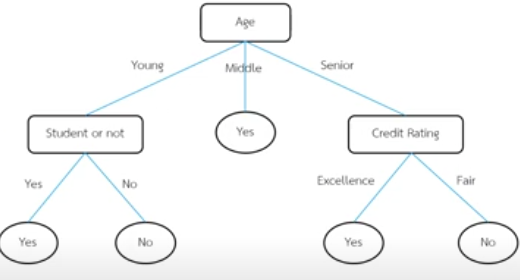 Age
Young
Middle
Senior
Student or not
Yes
Credit Rating
Yes
No
Excellence
Fair
Yes
No
Yes
No